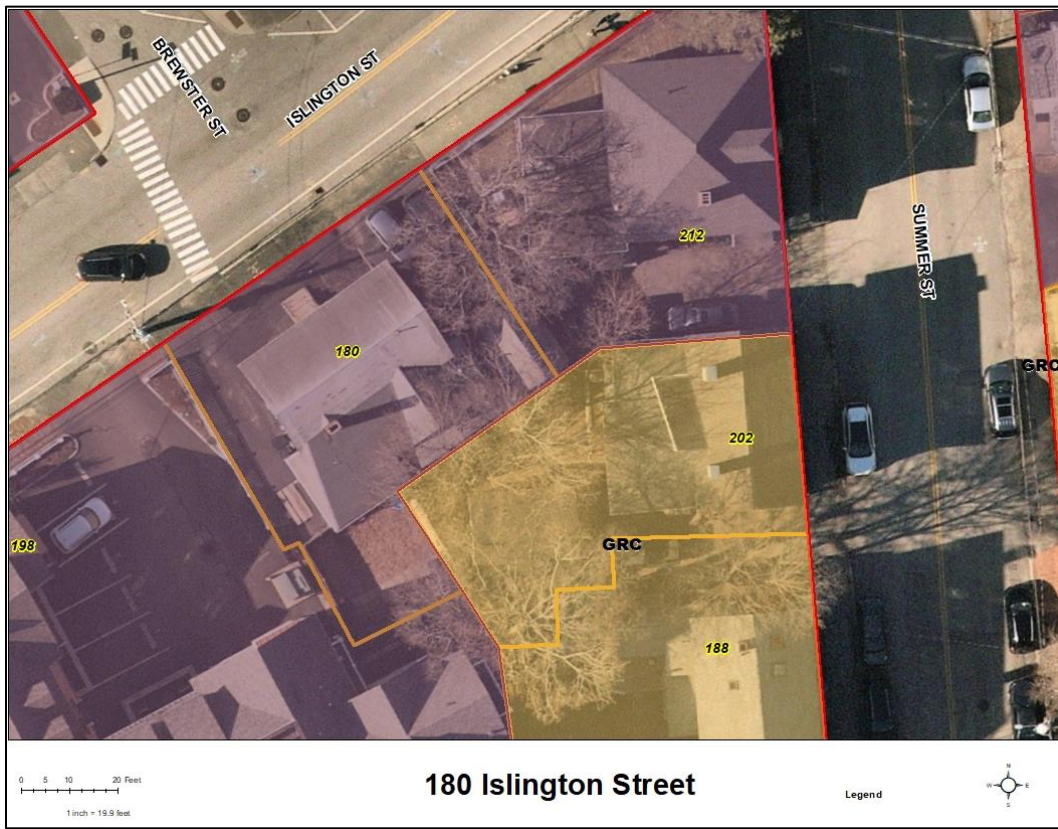 BREWSTER ST
ISLINGTON ST
SUMMER ST
212
180
GRC
202
198
GRC
188
0 5 10 20 Feet
1 inch = 19.9 feet
180 Islington Street
Legend
N
W E
S